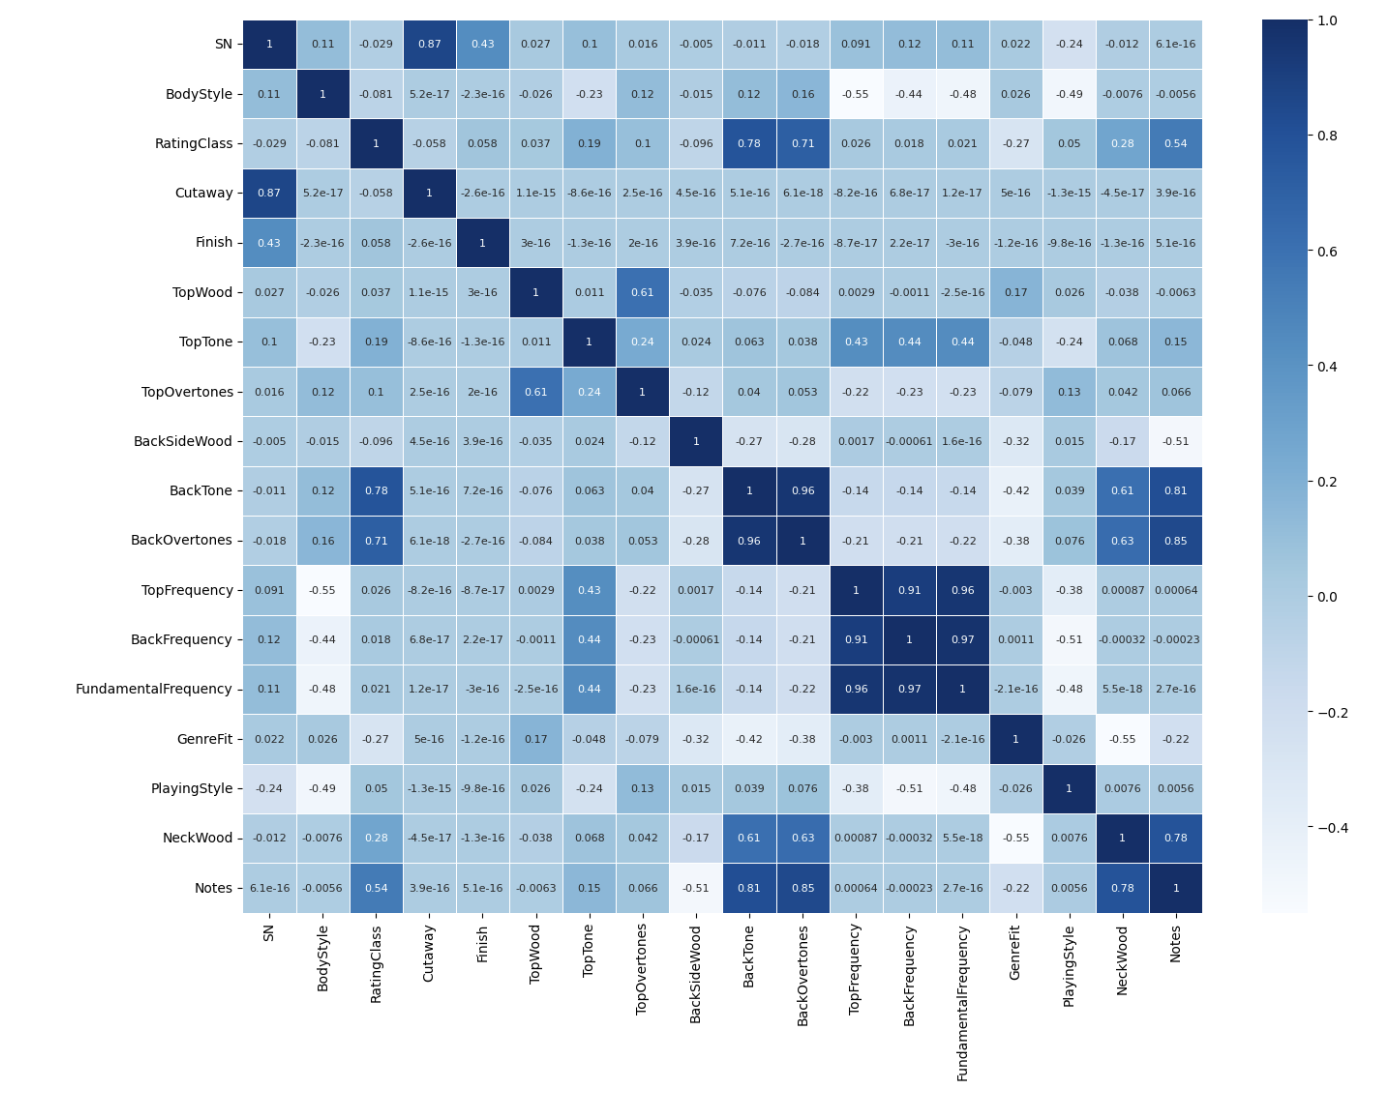 SN 1 0.11 -0.029 0.87 0.43 0.027 0.1 0.016 -0.005 -0.011 -0.018 0.091 0.12 0.11 0.022 -0.24 -0.012 6.1e-16
BodyStyle 0.11 1 -0.081 5.2e-17 -2.3e-16 -0.026 -0.23 0.12 -0.015 0.12 0.16 -0.55 -0.44 -0.48 0.026 -0.49 -0.0076 -0.0056
RatingClass -0.029 -0.081 1 -0.058 0.058 0.037 0.19 0.1 -0.096 0.78 0.71 0.026 0.018 0.021 -0.27 0.05 0.28 0.54
Cutaway 0.87 5.2e-17 -0.058 1 -2.6e-16 1.1e-15 -8.6e-16 2.5e-16 4.5e-16 5.1e-16 6.1e-18 -8.2e-16 6.8e-17 1.2e-17 5e-16 -1.3e-15 -4.5e-17 3.9e-16
Finish 0.43 -2.3e-16 0.058 -2.6e-16 1 3e-16 -1.3e-16 2e-16 3.9e-16 7.2e-16 -2.7e-16 -8.7e-17 2.2e-17 -3e-16 -1.2e-16 -9.8e-16 -1.3e-16 5.1e-16
TopWood 0.027 -0.026 0.037 1.1e-15 3e-16 1 0.011 0.61 -0.035 -0.076 -0.084 0.0029 -0.0011 -2.5e-16 0.17 0.026 -0.038 -0.0063
TopTone 0.1 -0.23 0.19 -8.6e-16 -1.3e-16 0.011 1 0.24 0.024 0.063 0.038 0.43 0.44 0.44 -0.048 -0.24 0.068 0.15
TopOvertones 0.016 0.12 0.1 2.5e-16 2e-16 0.61 0.24 1 -0.12 0.04 0.053 -0.22 -0.23 -0.23 -0.079 0.13 0.042 0.066
BackSideWood -0.005 -0.015 -0.096 4.5e-16 3.9e-16 -0.035 0.024 -0.12 1 -0.27 -0.28 0.0017 -0.00061 1.6e-16 -0.32 0.015 -0.17 -0.51
BackTone -0.011 0.12 0.78 5.1e-16 7.2e-16 -0.076 0.063 0.04 -0.27 1 0.96 -0.14 -0.14 -0.14 -0.42 0.039 0.61 0.81
BackOvertones -0.018 0.16 0.71 6.1e-18 -2.7e-16 -0.084 0.038 0.053 -0.28 0.96 1 -0.21 -0.21 -0.22 -0.38 0.076 0.63 0.85
TopFrequency 0.091 -0.55 0.026 -8.2e-16 -8.7e-17 0.0029 0.43 -0.22 0.0017 -0.14 -0.21 1 0.91 0.96 -0.003 -0.38 0.00087 0.00064
BackFrequency 0.12 -0.44 0.018 6.8e-17 2.2e-17 -0.0011 0.44 -0.23 -0.00061 -0.14 -0.21 0.91 1 0.97 0.0011 -0.51 -0.00032 -0.00023
FundamentalFrequency 0.11 -0.48 0.021 1.2e-17 -3e-16 -2.5e-16 0.44 -0.23 1.6e-16 -0.14 -0.22 0.96 0.97 1 -2.1e-16 -0.48 5.5e-18 2.7e-16
GenreFit 0.022 0.026 -0.27 5e-16 -1.2e-16 0.17 -0.048 -0.079 -0.32 -0.42 -0.38 -0.003 0.0011 -2.1e-16 1 -0.026 -0.55 -0.22
PlayingStyle -0.24 -0.49 0.05 -1.3e-15 -9.8e-16 0.026 -0.24 0.13 0.015 0.039 0.076 -0.38 -0.51 -0.48 -0.026 1 0.0076 0.0056
NeckWood -0.012 -0.0076 0.28 -4.5e-17 -1.3e-16 -0.038 0.068 0.042 -0.17 0.61 0.63 0.00087 -0.00032 5.5e-18 -0.55 0.0076 1 0.78
Notes 6.1e-16 -0.0056 0.54 3.9e-16 5.1e-16 -0.0063 0.15 0.066 -0.51 0.81 0.85 0.00064 -0.00023 2.7e-16 -0.22 0.0056 0.78 1
SN
BodyStyle
RatingClass
Cutaway
Finish
TopWood
TopTone
TopOvertones
BackSideWood
BackTone
BackOvertones
TopFrequency
BackFrequency
FundamentalFrequency
GenreFit
PlayingStyle
NeckWood
Notes
1.0
0.8
0.6
0.4
0.2
0.0
−0.2
−0.4